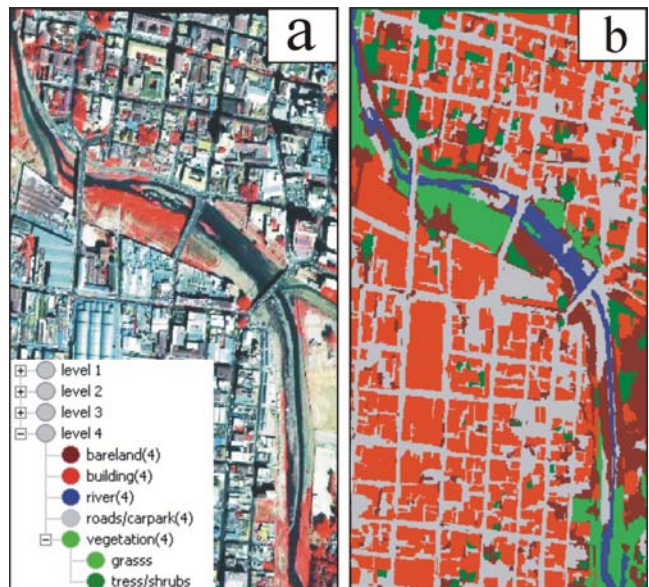 a
b
level 1
level 2
level 3
level 4
bareland(4)
building(4)
river(4)
roads/carpark(4)
vegetation(4)
grasss
tress/shrubs